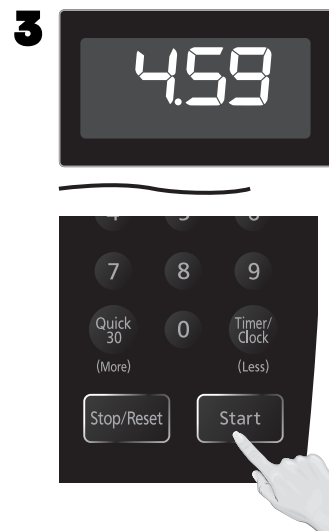 3
4.59
7 8 9
Quick 30 0 Timer/ Clock
(More) (Less)
Stop/Reset Start